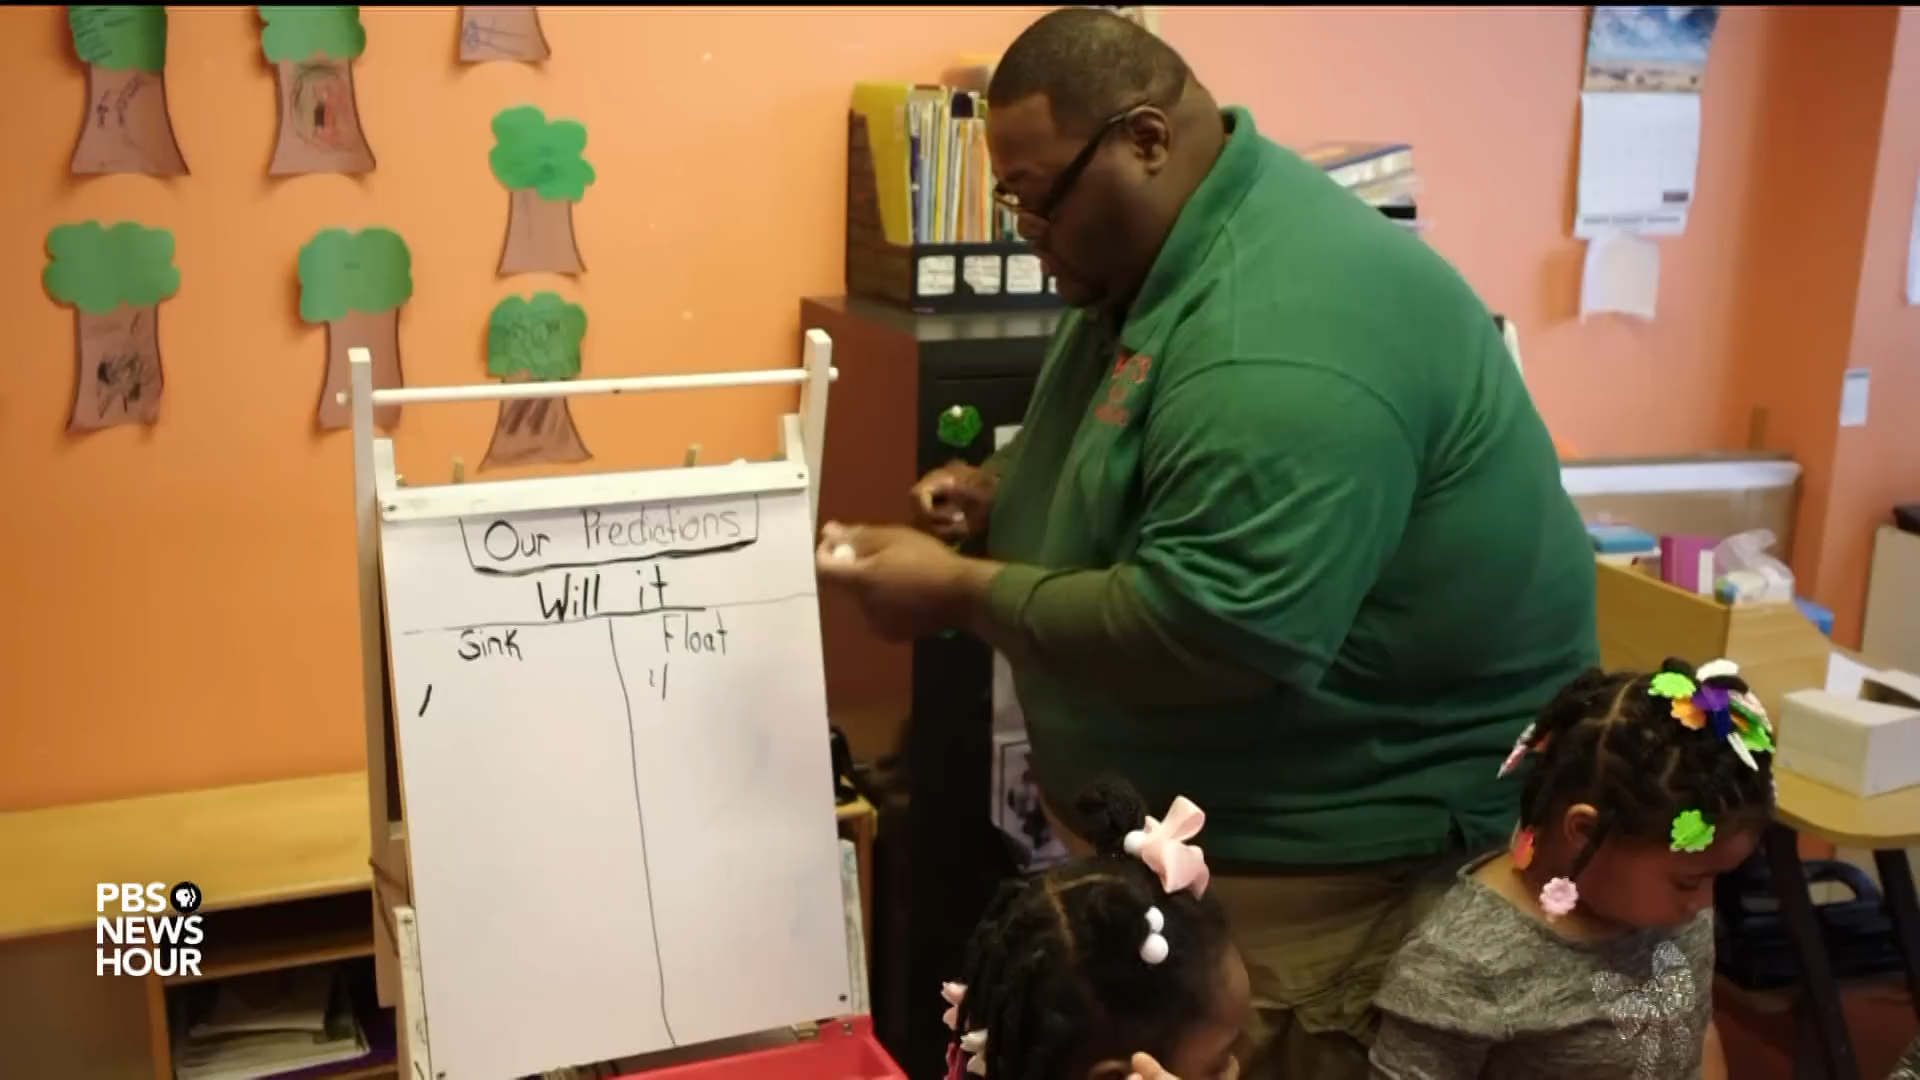 Our Predictions
Will it
Sink Float
PBS
NEWS
HOUR